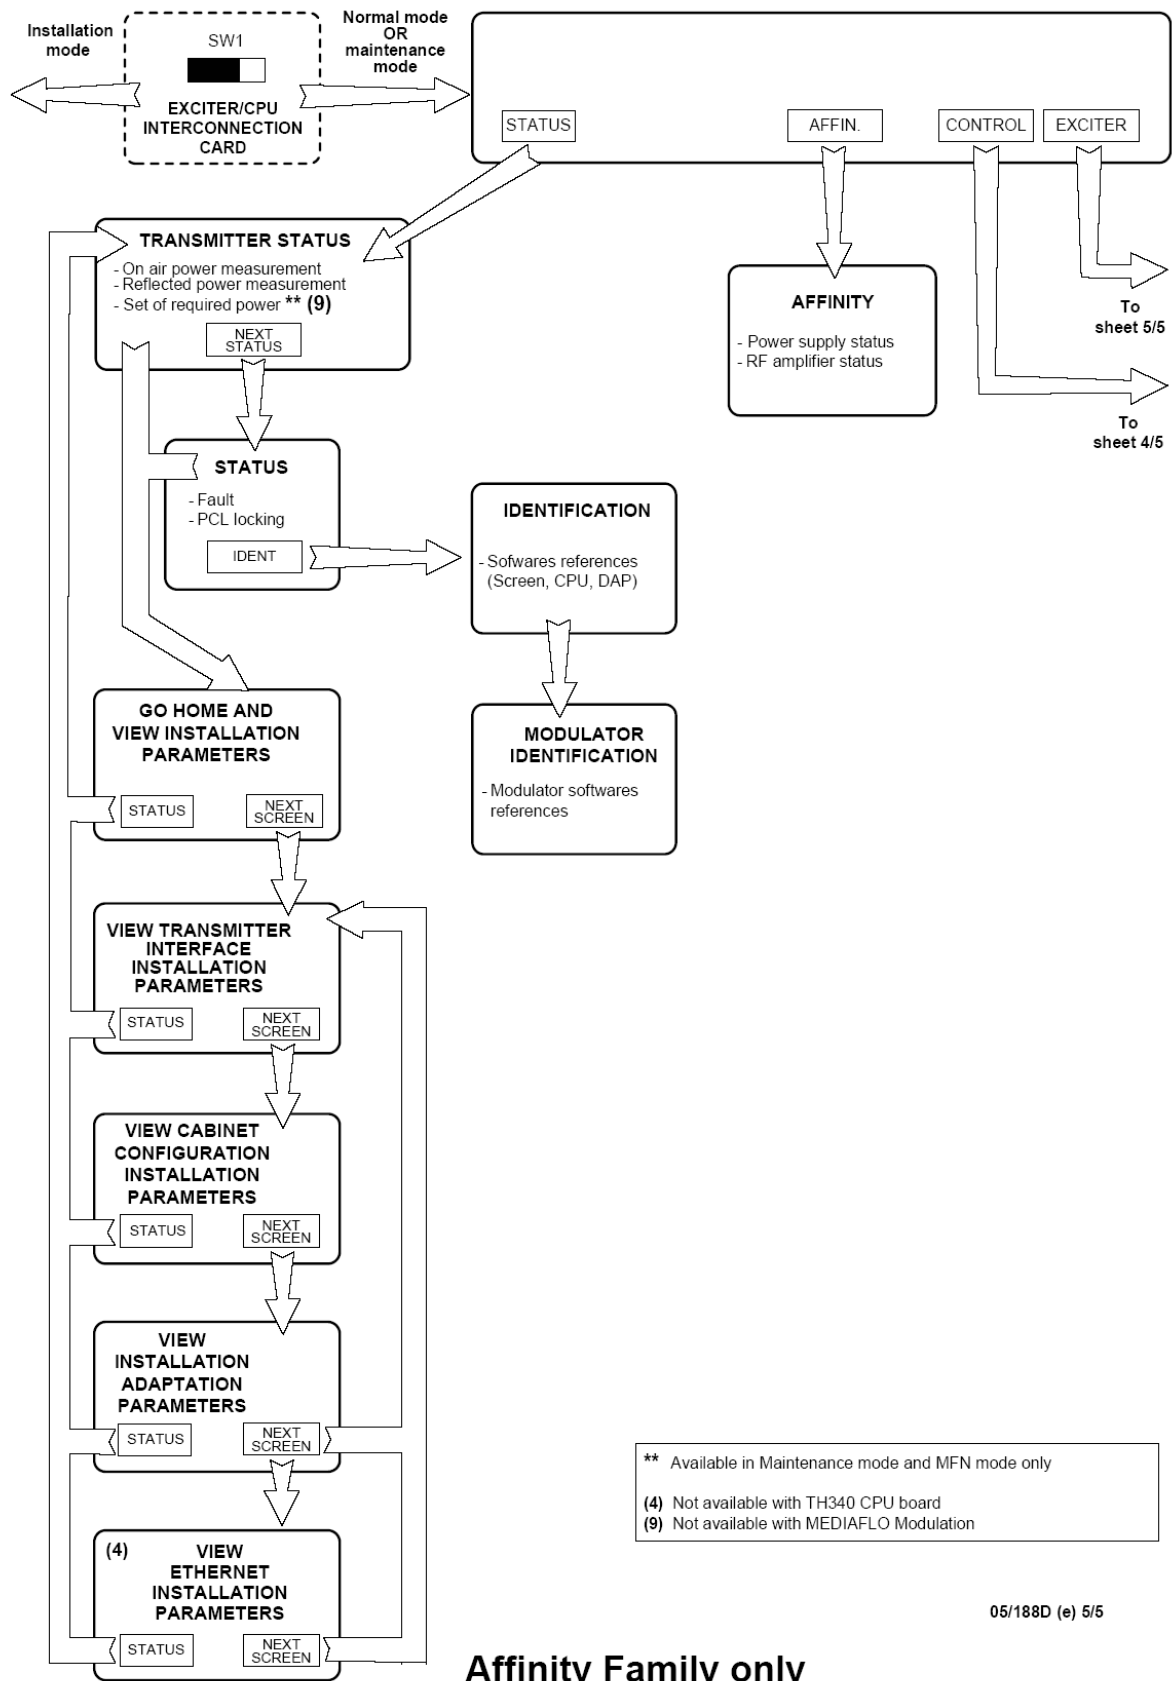 Installation
mode
SW1
EXCITER/CPU
INTERCONNECTION
CARD
Normal mode
OR
maintenance
mode
STATUS
AFFIN.
CONTROL
EXCITER
TRANSMITTER STATUS
- On air power measurement
- Reflected power measurement
- Set of required power ** (9)
NEXT
STATUS
AFFINITY
- Power supply status
- RF amplifier status
To
sheet 5/5
To
sheet 4/5
STATUS
- Fault
- PCL locking
IDENT
IDENTIFICATION
- Sofwares references
(Screen, CPU, DAP)
GO HOME AND
VIEW INSTALLATION
PARAMETERS
STATUS
NEXT
SCREEN
MODULATOR
IDENTIFICATION
- Modulator softwares
references
VIEW TRANSMITTER
INTERFACE
INSTALLATION
PARAMETERS
STATUS
NEXT
SCREEN
VIEW CABINET
CONFIGURATION
INSTALLATION
PARAMETERS
STATUS
NEXT
SCREEN
VIEW
INSTALLATION
ADAPTATION
PARAMETERS
STATUS
NEXT
SCREEN
** Available in Maintenance mode and MFN mode only
(4) Not available with TH340 CPU board
(9) Not available with MEDIAFLO Modulation
(4)
VIEW
ETHERNET
INSTALLATION
PARAMETERS
STATUS
NEXT
SCREEN
05/188D (e) 5/5
Affinity Family only